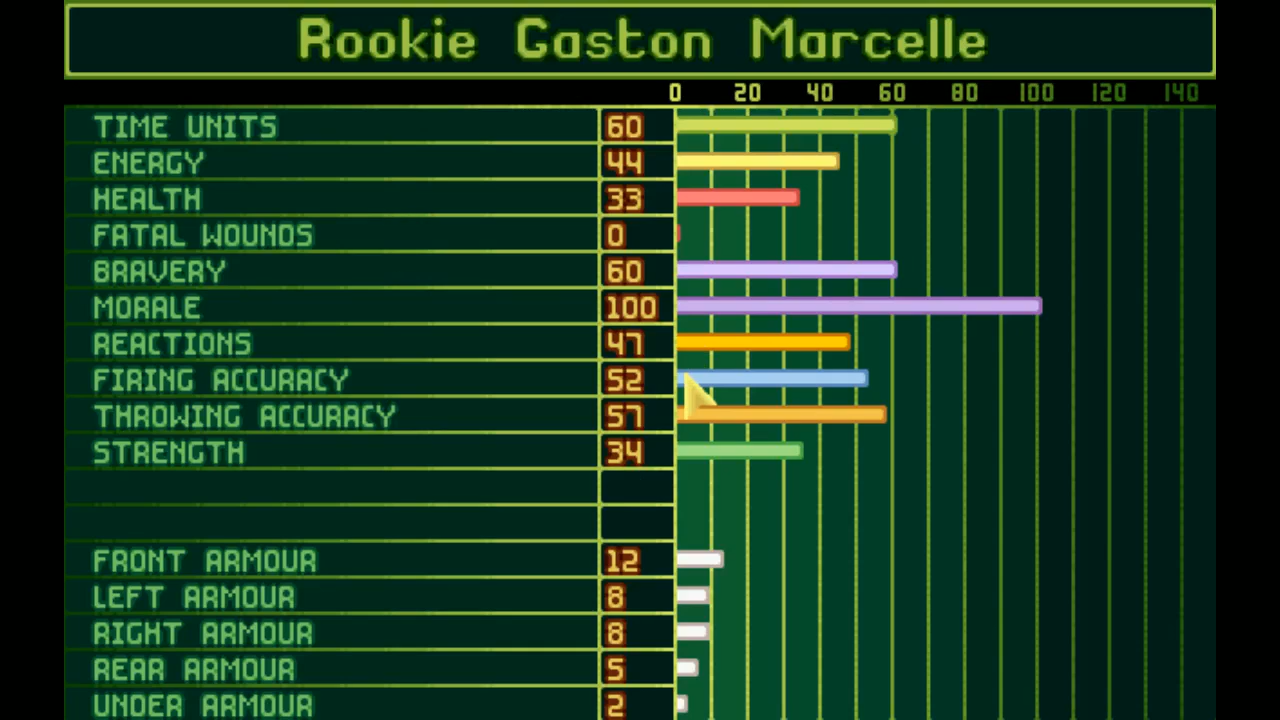 Rookie Gaston Marcelle
0 20 40 60 80 100 120 140
TIME UNITS 60
ENERGY 44
HEALTH 33
FATAL WOUNDS 0
BRAVERY 60
MORALE 100
REACTIONS 47
FIRING ACCURACY 52
THROWING ACCURACY 57
STRENGTH 34
FRONT ARMOUR 12
LEFT ARMOUR 8
RIGHT ARMOUR 8
REAR ARMOUR 5
UNDER ARMOUR 2